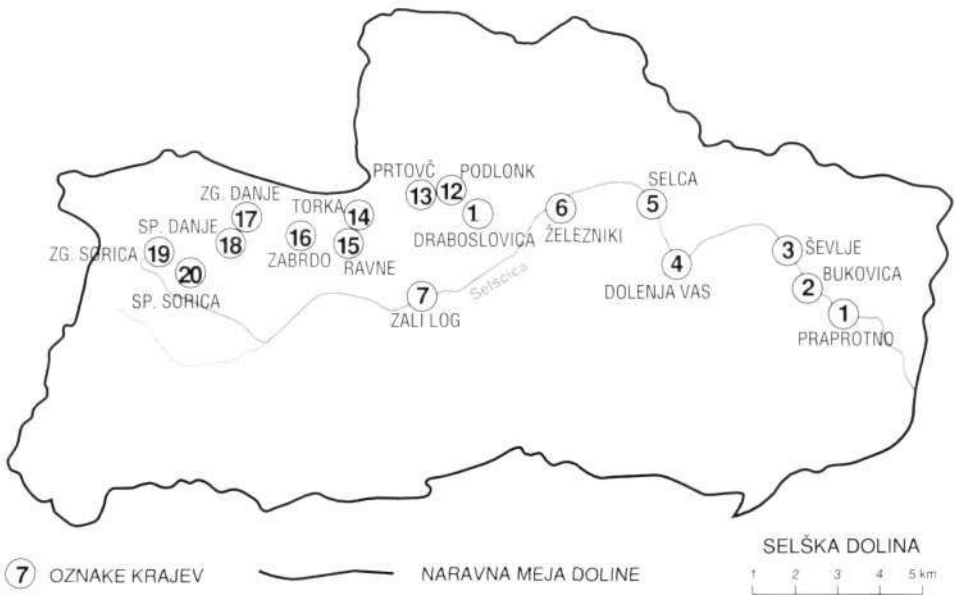 PRTOVČ
PODLONK
13
12
SELCA
ZG. DANJE
TORKA
1
DRABOSLOVICA
6
ŽELEZNIKI
5
17
14
SP. DANJE
18
16
ZABRDO
15
RAVNE
ZG. SORICA
19
20
SP. SORICA
4
DOLENJA VAS
3
ŠEVLJE
BUKOVICA
2
Selscica
7
ZALI LOG
1
PRAPROTNO
SELŠKA DOLINA
7 OZNAKE KRAJEV
NARAVNA MEJA DOLINE
1 2 3 4 5 km